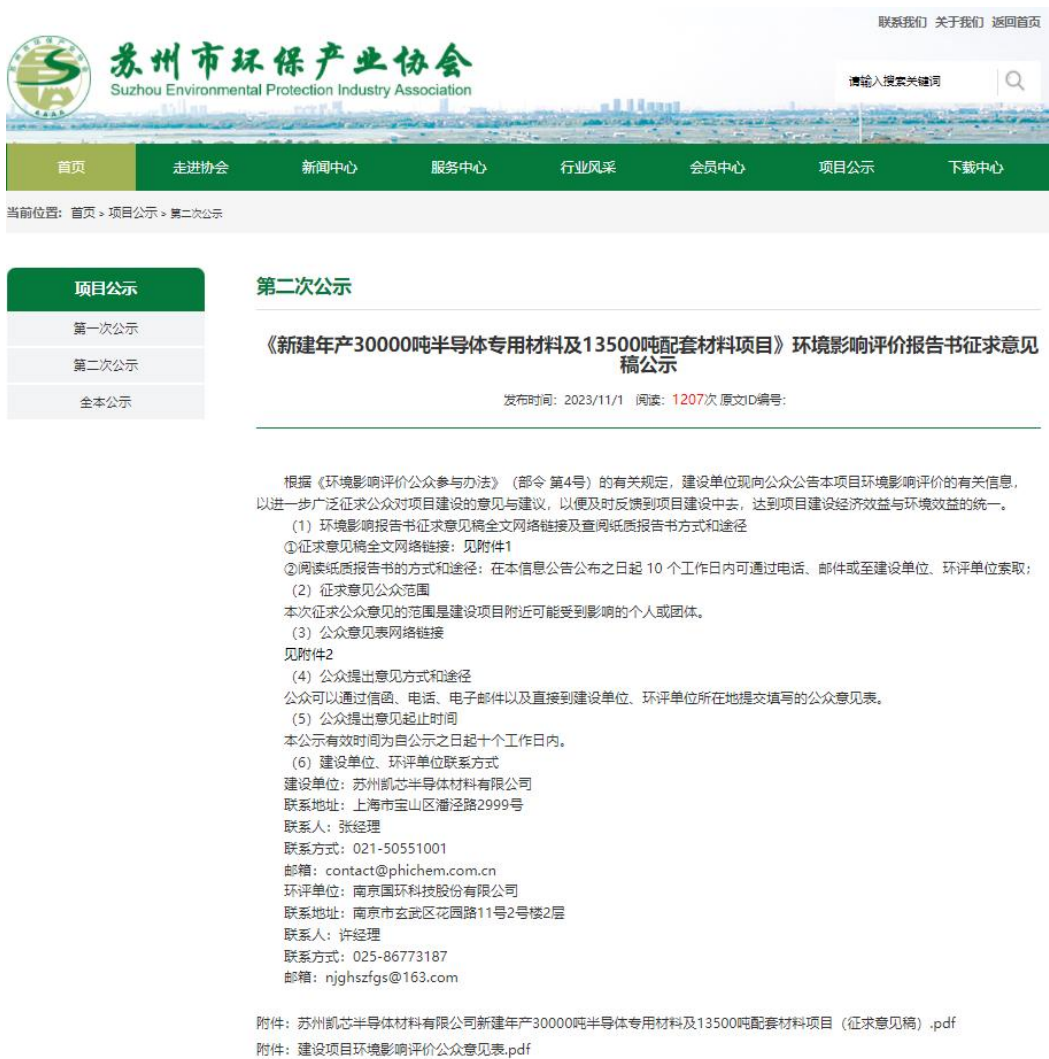 联系我们 关于我们 返回首页
苏州市环保产业协会
Suzhou Environmental Protection Industry Association
请输入搜索关键词
首页 走进协会 新闻中心 服务中心 行业风采 会员中心 项目公示 下载中心
当前位置：首页 > 项目公示 > 第二次公示
项目公示
第一次公示
第二次公示
全本公示
第二次公示
《新建年产30000吨半导体专用材料及13500吨配套材料项目》环境影响评价报告书征求意见
稿公示
发布时间：2023/11/1 阅读：1207次 原文ID编号：
根据《环境影响评价公众参与办法》（部令 第4号）的有关规定，建设单位现向公众公告本项目环境影响评价的有关信息，
以进一步广泛征求公众对项目建设的意见与建议，以便及时反馈到项目建设中去，达到项目建设经济效益与环境效益的统一。
（1）环境影响报告书征求意见稿全文网络链接及查阅纸质报告书方式和途径
①征求意见稿全文网络链接：见附件1
②阅读纸质报告书的方式和途径：在本信息公告公布之日起 10 个工作日内可通过电话、邮件或至建设单位、环评单位索取；
（2）征求意见公众范围
本次征求公众意见的范围是建设项目附近可能受到影响的个人或团体。
（3）公众意见表网络链接
见附件2
（4）公众提出意见方式和途径
公众可以通过信函、电话、电子邮件以及直接到建设单位、环评单位所在地提交填写的公众意见表。
（5）公众提出意见起止时间
本公示有效时间为自公示之日起十个工作日内。
（6）建设单位、环评单位联系方式
建设单位：苏州凯芯半导体材料有限公司
联系地址：上海市宝山区潘泾路2999号
联系人：张经理
联系方式：021-50551001
邮箱：contact@phichem.com.cn
环评单位：南京国环科技股份有限公司
联系地址：南京市玄武区花园路11号2号楼2层
联系人：许经理
联系方式：025-86773187
邮箱：njghszfgs@163.com
附件：苏州凯芯半导体材料有限公司新建年产30000吨半导体专用材料及13500吨配套材料项目（征求意见稿）.pdf
附件：建设项目环境影响评价公众意见表.pdf